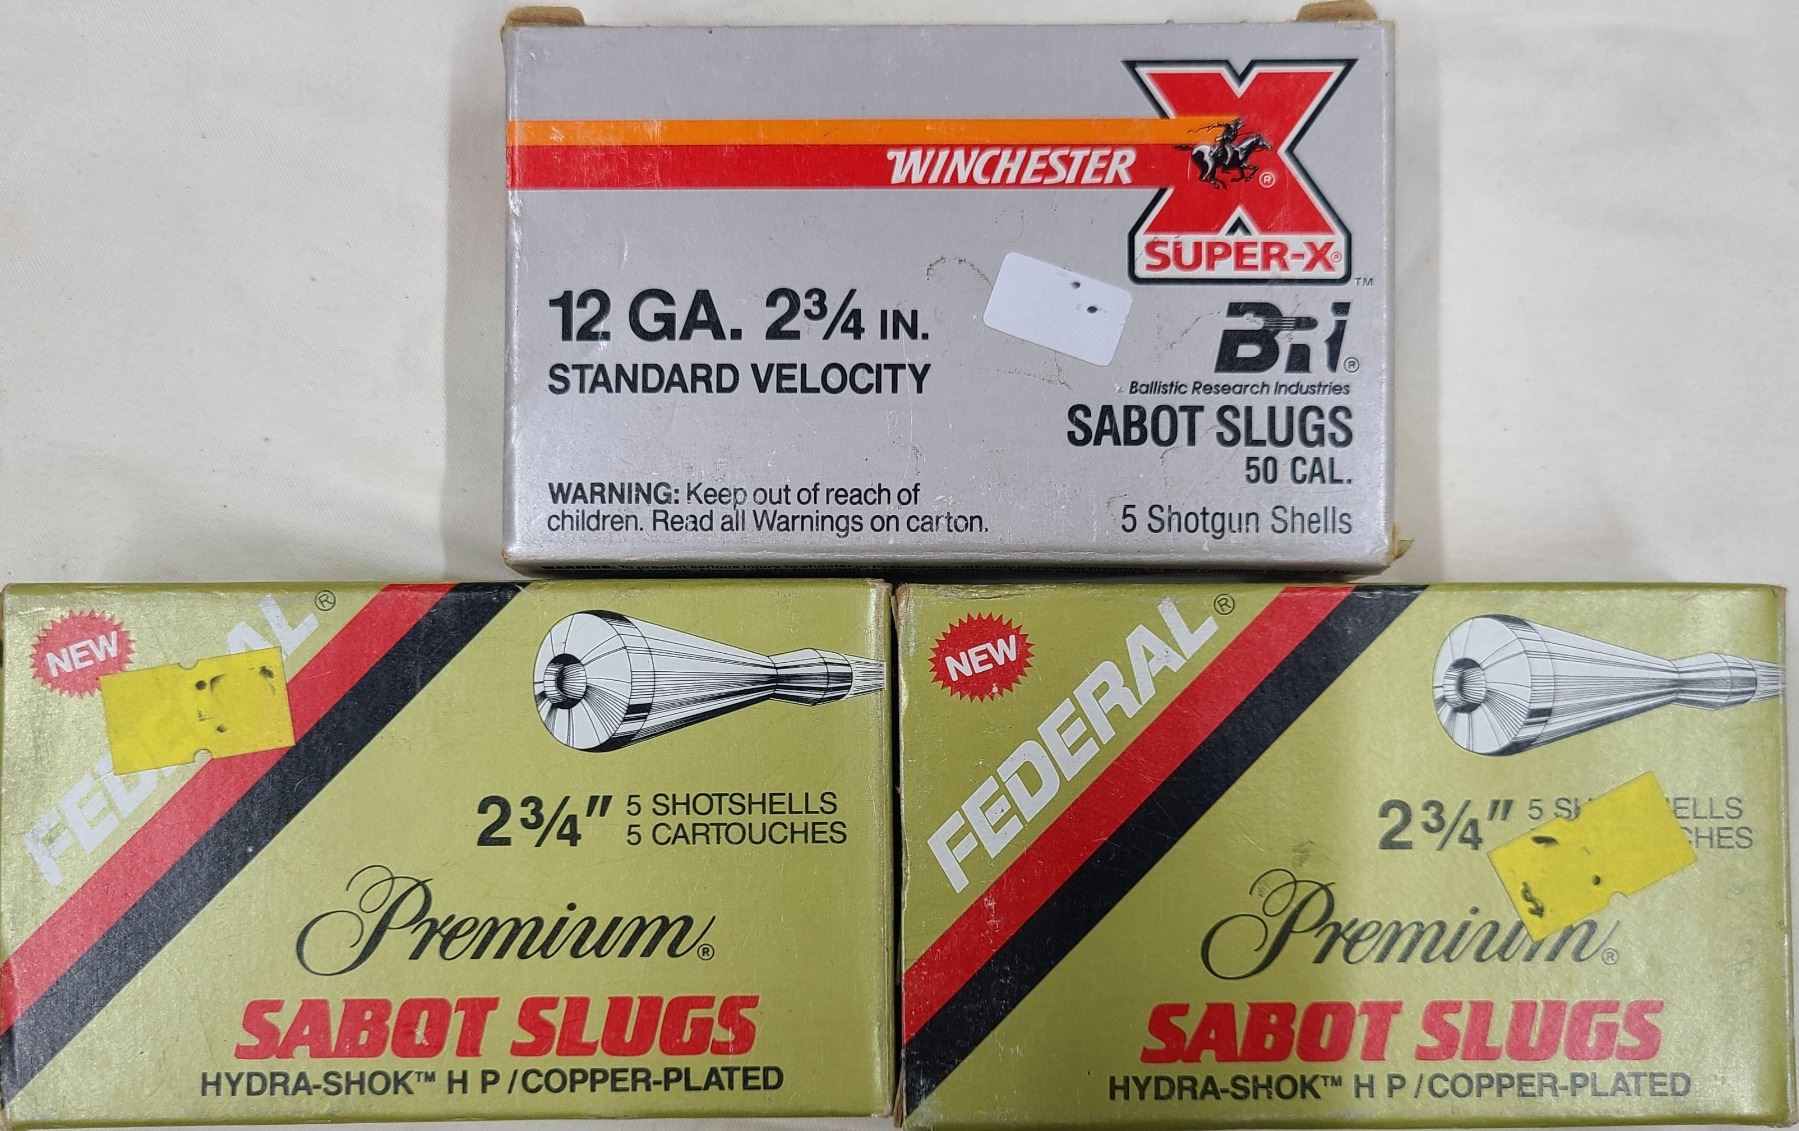 WINCHESTER
X
®
SUPER-X®
™
12 GA. 2¾ IN.
STANDARD VELOCITY
BRI®
Ballistic Research Industries
SABOT SLUGS
50 CAL.
5 Shotgun Shells
WARNING: Keep out of reach of
children. Read all Warnings on carton.
NEW
FEDERAL®
2¾" 5 SHOTSHELLS
5 CARTOUCHES
Premium®
SABOT SLUGS
HYDRA-SHOK™ H P/COPPER-PLATED
NEW
FEDERAL®
2¾" 5
Premium®
SABOT SLUGS
HYDRA-SHOK™ H P/COPPER-PLATED